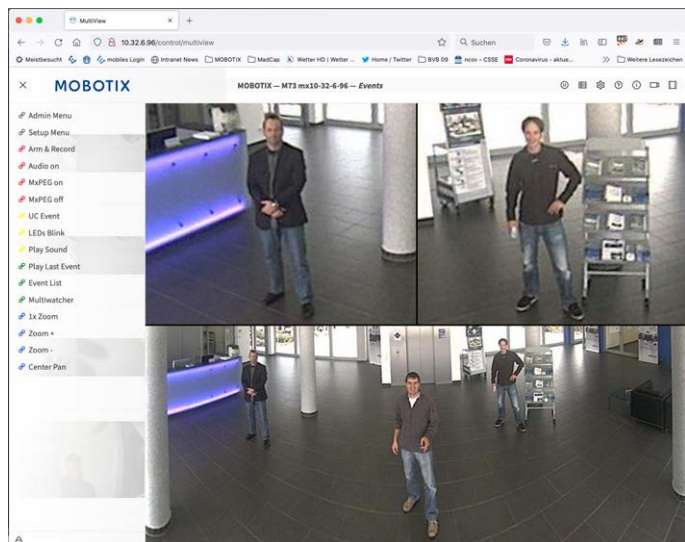 MultiView
10.32.6.96/control/multiview
Suchen
Meistbesucht
mobiles Login
Intranet News
MOBOTIX
MadCap
Wetter HD | Wetter ...
Home / Twitter
BVB 09
ncov – CSSE
Coronavirus - aktue...
Weitere Lesezeichen
MOBOTIX
MOBOTIX — M73 mx10-32-6-96 — Events
Admin Menu
Setup Menu
Arm & Record
Audio on
MxPEG on
MxPEG off
UC Event
LEDs Blink
Play Sound
Play Last Event
Event List
Multiwatcher
1x Zoom
Zoom +
Zoom -
Center Pan